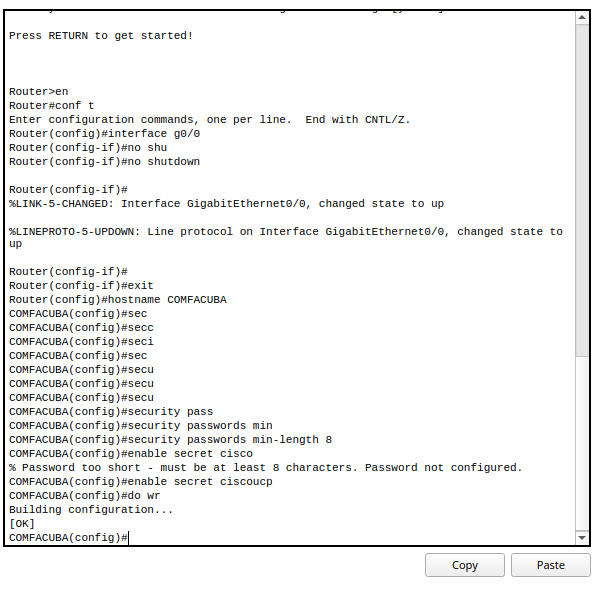 Press RETURN to get started!
Router>en
Router#conf t
Enter configuration commands, one per line.  End with CNTL/Z.
Router(config)#interface g0/0
Router(config-if)#no shu
Router(config-if)#no shutdown
Router(config-if)#
%LINK-5-CHANGED: Interface GigabitEthernet0/0, changed state to up
%LINEPROTO-5-UPDOWN: Line protocol on Interface GigabitEthernet0/0, changed state to
up
Router(config-if)#
Router(config-if)#exit
Router(config)#hostname COMFACUBA
COMFACUBA(config)#sec
COMFACUBA(config)#secc
COMFACUBA(config)#seci
COMFACUBA(config)#sec
COMFACUBA(config)#secu
COMFACUBA(config)#secu
COMFACUBA(config)#secu
COMFACUBA(config)#security pass
COMFACUBA(config)#security passwords min
COMFACUBA(config)#security passwords min-length 8
COMFACUBA(config)#enable secret cisco
% Password too short - must be at least 8 characters. Password not configured.
COMFACUBA(config)#enable secret ciscoucp
COMFACUBA(config)#do wr
Building configuration...
[OK]
COMFACUBA(config)#
Copy
Paste